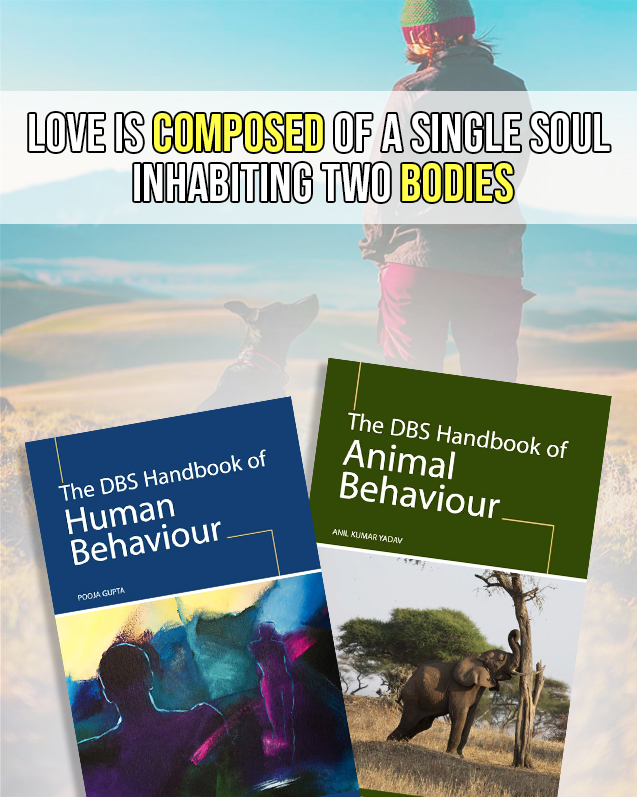 LOVE IS COMPOSED OF A SINGLE SOUL
INHABITING TWO BODIES
The DBS Handbook of
Human
Behaviour
POOJA GUPTA
The DBS Handbook of
Animal
Behaviour
ANIL KUMAR YADAV